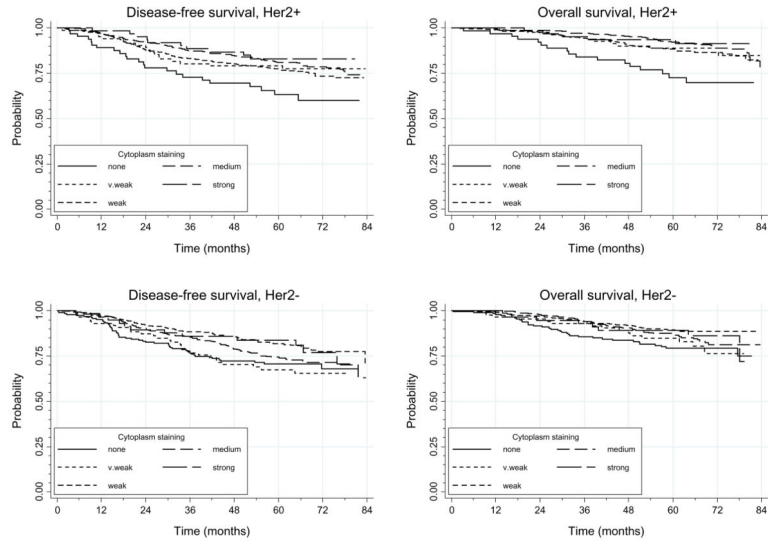 Disease-free survival, Her2+
Probability
1.00
0.75
0.50
0.25
0.00
Cytoplasm staining
none
medium
v.weak
strong
weak
0 12 24 36 48 60 72 84
Time (months)
Overall survival, Her2+
Probability
1.00
0.75
0.50
0.25
0.00
Cytoplasm staining
none
medium
v.weak
strong
weak
0 12 24 36 48 60 72 84
Time (months)
Disease-free survival, Her2-
Probability
1.00
0.75
0.50
0.25
0.00
Cytoplasm staining
none
medium
v.weak
strong
weak
0 12 24 36 48 60 72 84
Time (months)
Overall survival, Her2-
Probability
1.00
0.75
0.50
0.25
0.00
Cytoplasm staining
none
medium
v.weak
strong
weak
0 12 24 36 48 60 72 84
Time (months)